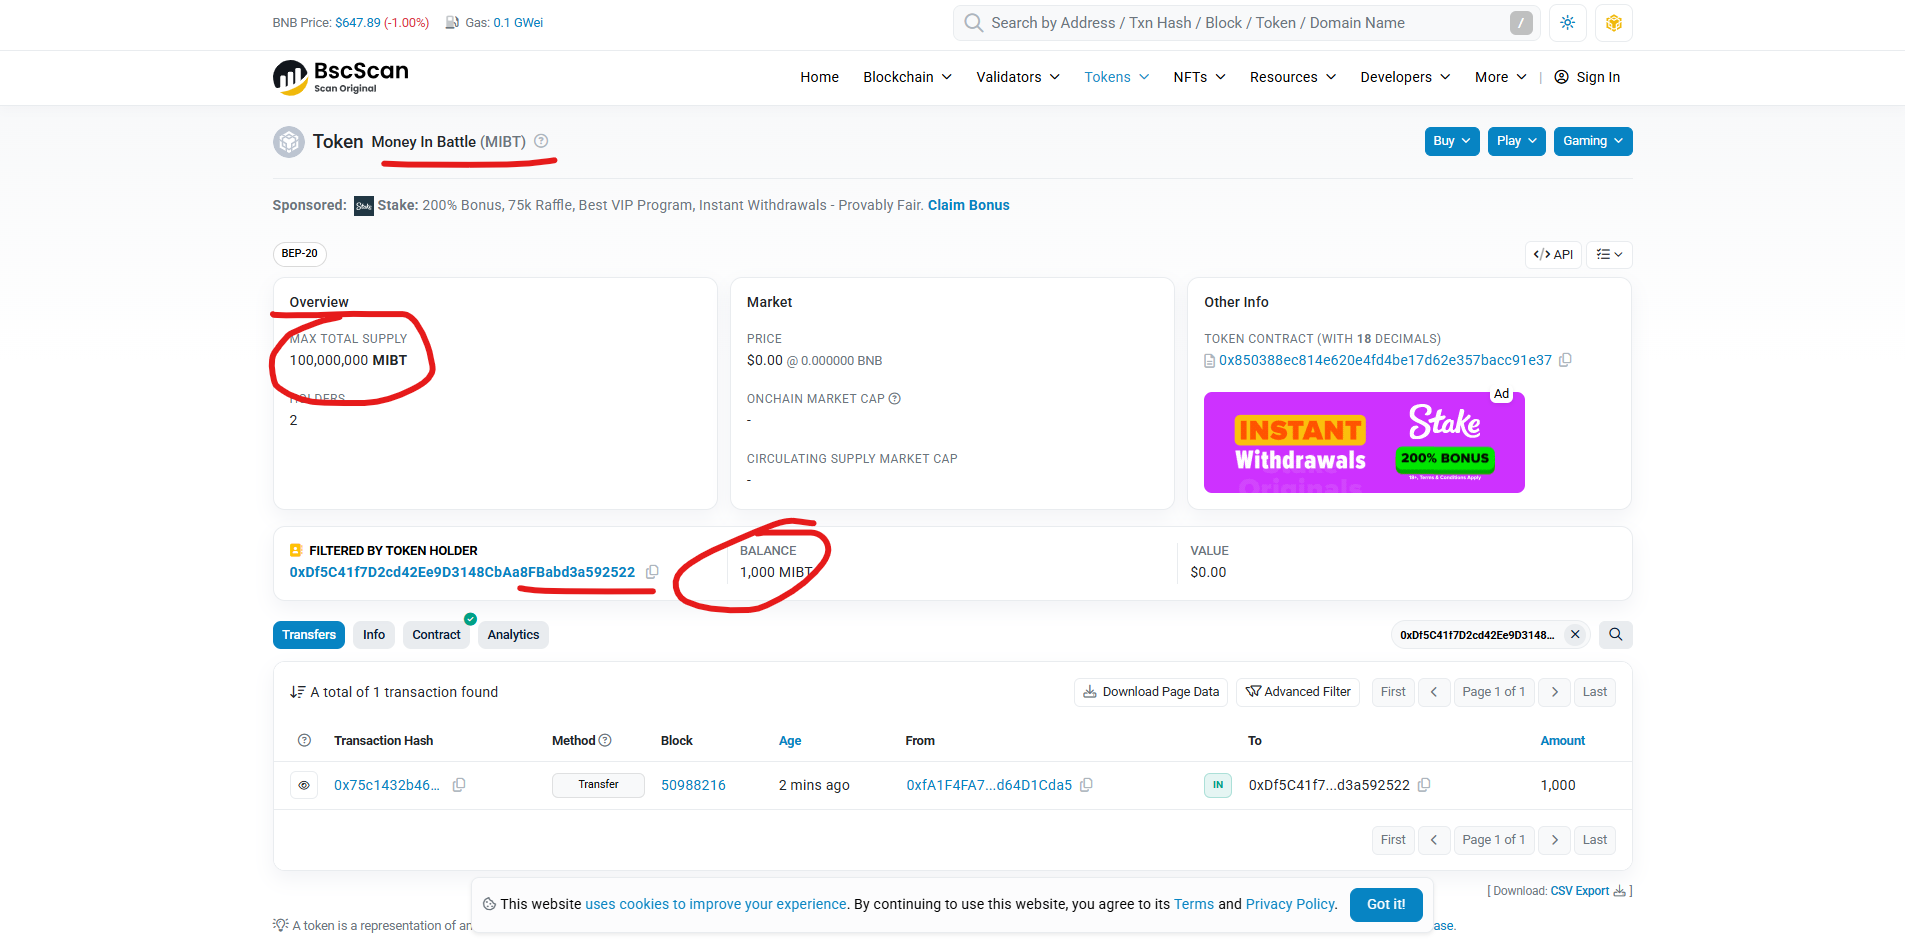 BNB Price: $647.89 (-1.00%) Gas: 0.1 GWei
Search by Address / Txn Hash / Block / Token / Domain Name /
BscScan
Scan Original
Home Blockchain Validators Tokens NFTs Resources Developers More | Sign In
Token Money In Battle (MIBT)
Buy Play Gaming
Sponsored: Stake Stake: 200% Bonus, 75k Raffle, Best VIP Program, Instant Withdrawals - Provably Fair. Claim Bonus
BEP-20
</> API
Overview
MAX TOTAL SUPPLY
100,000,000 MIBT
HOLDERS
2
Market
PRICE
$0.00 @ 0.000000 BNB
ONCHAIN MARKET CAP
-
CIRCULATING SUPPLY MARKET CAP
-
Other Info
TOKEN CONTRACT (WITH 18 DECIMALS)
0x850388ec814e620e4fd4be17d62e357bacc91e37
Ad
INSTANT
Withdrawals
Originals
Stake
200% BONUS
18+, Terms & Conditions Apply
FILTERED BY TOKEN HOLDER
0xDf5C41f7D2cd42Ee9D3148CbAa8FBabd3a592522
BALANCE
1,000 MIBT
VALUE
$0.00
Transfers Info Contract Analytics
0xDf5C41f7D2cd42Ee9D3148...
A total of 1 transaction found
Download Page Data Advanced Filter First Page 1 of 1 Last
Transaction Hash Method Block Age From To Amount
0x75c1432b46... Transfer 50988216 2 mins ago 0xfA1F4FA7...d64D1Cda5 IN 0xDf5C41f7...d3a592522 1,000
First Page 1 of 1 Last
[ Download: CSV Export ]
This website uses cookies to improve your experience. By continuing to use this website, you agree to its Terms and Privacy Policy.
Got it!
A token is a representation of an
ase.